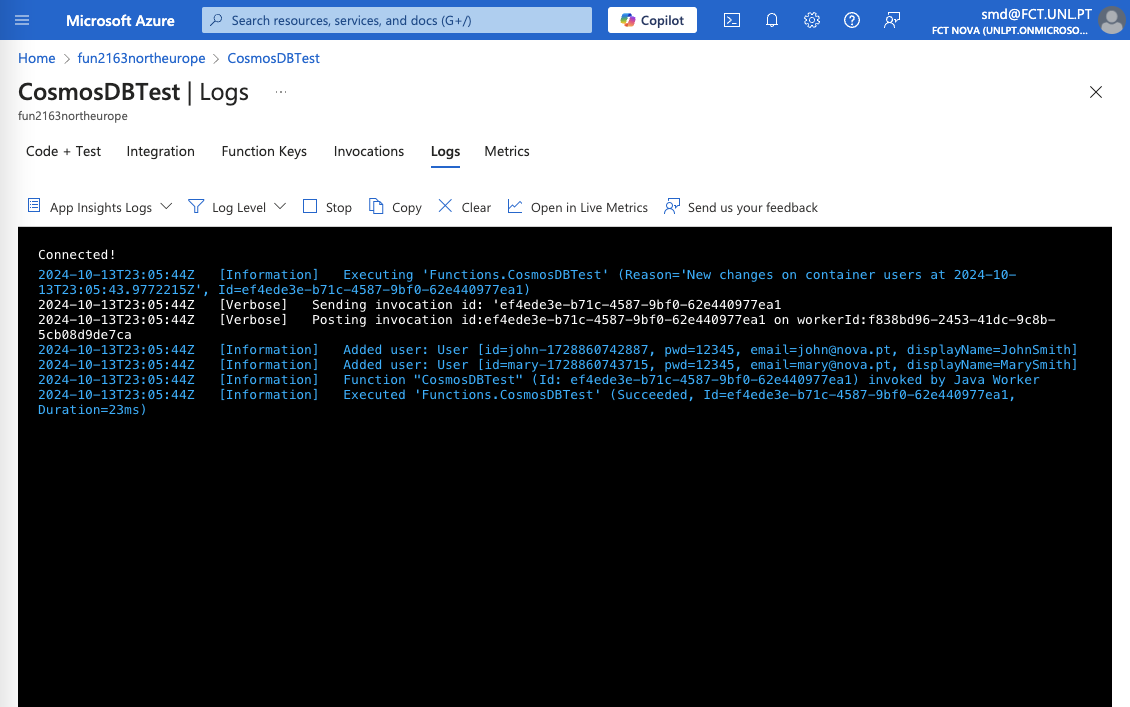 Microsoft Azure
Search resources, services, and docs (G+/)
Copilot
smd@FCT.UNL.PT
FCT NOVA (UNLPT.ONMICROSO...
Home > fun2163northeurope > CosmosDBTest
CosmosDBTest | Logs ...
fun2163northeurope
Code + Test Integration Function Keys Invocations Logs Metrics
App Insights Logs Log Level Stop Copy Clear Open in Live Metrics Send us your feedback
Connected!
2024-10-13T23:05:44Z [Information] Executing 'Functions.CosmosDBTest' (Reason='New changes on container users at 2024-10-
13T23:05:43.9772215Z', Id=ef4ede3e-b71c-4587-9bf0-62e440977ea1)
2024-10-13T23:05:44Z [Verbose] Sending invocation id: 'ef4ede3e-b71c-4587-9bf0-62e440977ea1
2024-10-13T23:05:44Z [Verbose] Posting invocation id:ef4ede3e-b71c-4587-9bf0-62e440977ea1 on workerId:f838bd96-2453-41dc-9c8b-
5cb08d9de7ca
2024-10-13T23:05:44Z [Information] Added user: User [id=john-1728860742887, pwd=12345, email=john@nova.pt, displayName=JohnSmith]
2024-10-13T23:05:44Z [Information] Added user: User [id=mary-1728860743715, pwd=12345, email=mary@nova.pt, displayName=MarySmith]
2024-10-13T23:05:44Z [Information] Function "CosmosDBTest" (Id: ef4ede3e-b71c-4587-9bf0-62e440977ea1) invoked by Java Worker
2024-10-13T23:05:44Z [Information] Executed 'Functions.CosmosDBTest' (Succeeded, Id=ef4ede3e-b71c-4587-9bf0-62e440977ea1,
Duration=23ms)